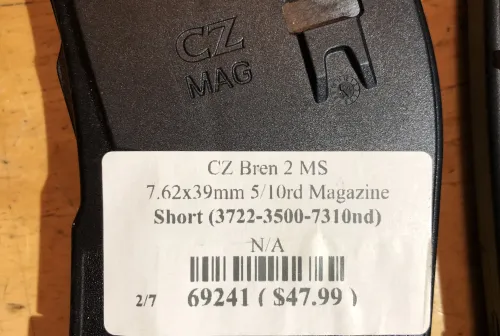 CZ
MAG
CZ Bren 2 MS
7.62x39mm 5/10rd Magazine
Short (3722-3500-7310nd)
N/A
2/7 69241 ( $47.99 )